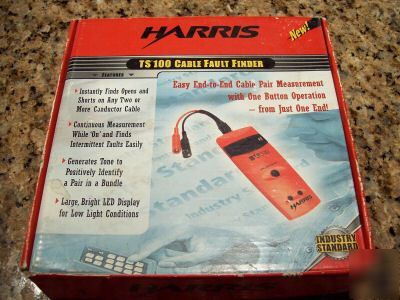 HARRIS
New!
TS100 CABLE FAULT FINDER
FEATURES
Instantly Finds Opens and
Shorts on Any Two or
More Conductor Cable
Continuous Measurement
While 'On' and Finds
Intermittent Faults Easily
Generates Tone to
Positively Identify
a Pair in a Bundle
Large, Bright LED Display
for Low Light Conditions
Easy End-to-End Cable Pair Measurement
with One Button Operation
– from Just One End!
HARRIS
INDUSTRY
STANDARD
HARRIS